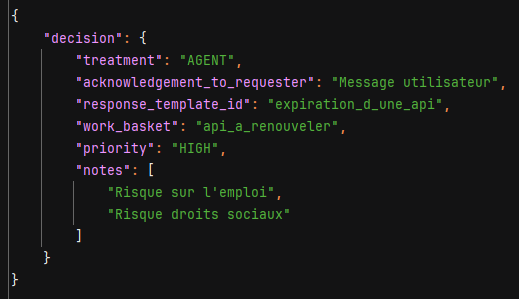 {
    "decision": {
        "treatment": "AGENT",
        "acknowledgement_to_requester": "Message utilisateur",
        "response_template_id": "expiration_d_une_api",
        "work_basket": "api_a_renouveler",
        "priority": "HIGH",
        "notes": [
            "Risque sur l'emploi",
            "Risque droits sociaux"
        ]
    }
}